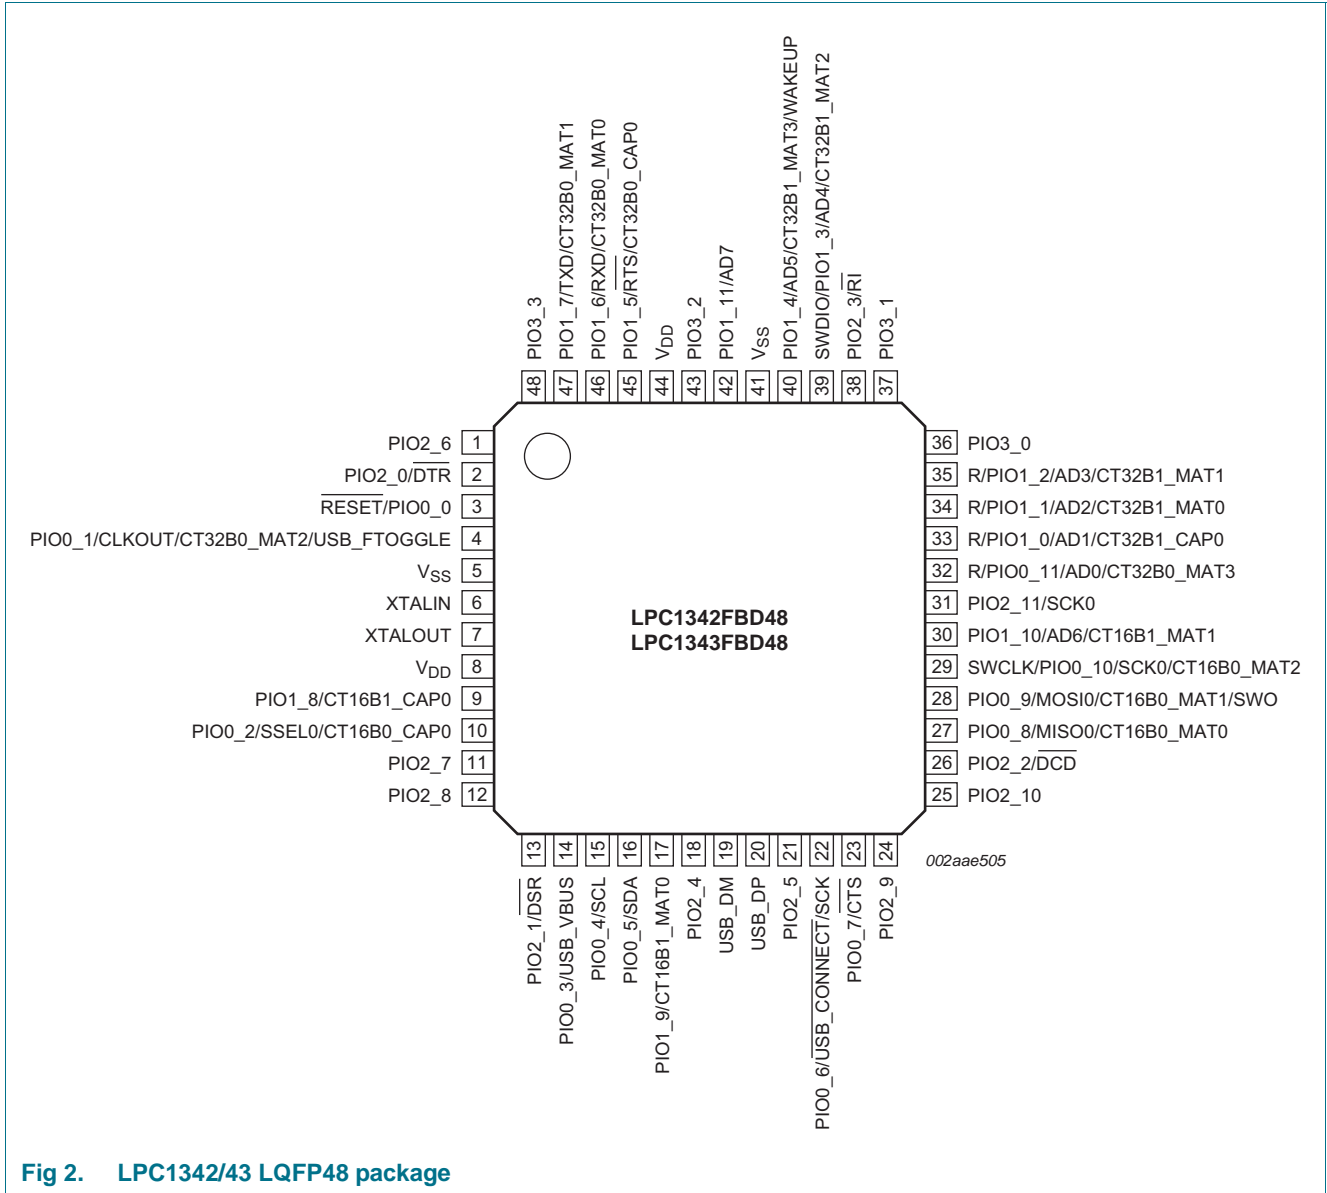 PIO3_3
PIO1_7/TXD/CT32B0_MAT1
PIO1_6/RXD/CT32B0_MAT0
PIO1_5/RTS/CT32B0_CAP0
VDD
PIO3_2
PIO1_11/AD7
VSS
PIO1_4/AD5/CT32B1_MAT3/WAKEUP
SWDIO/PIO1_3/AD4/CT32B1_MAT2
PIO2_3/RI
PIO3_1
48 47 46 45 44 43 42 41 40 39 38 37
PIO2_6 1
PIO2_0/DTR 2
RESET/PIO0_0 3
PIO0_1/CLKOUT/CT32B0_MAT2/USB_FTOGGLE 4
VSS 5
XTALIN 6
XTALOUT 7
VDD 8
PIO1_8/CT16B1_CAP0 9
PIO0_2/SSEL0/CT16B0_CAP0 10
PIO2_7 11
PIO2_8 12
LPC1342FBD48
LPC1343FBD48
36 PIO3_0
35 R/PIO1_2/AD3/CT32B1_MAT1
34 R/PIO1_1/AD2/CT32B1_MAT0
33 R/PIO1_0/AD1/CT32B1_CAP0
32 R/PIO0_11/AD0/CT32B0_MAT3
31 PIO2_11/SCK0
30 PIO1_10/AD6/CT16B1_MAT1
29 SWCLK/PIO0_10/SCK0/CT16B0_MAT2
28 PIO0_9/MOSI0/CT16B0_MAT1/SWO
27 PIO0_8/MISO0/CT16B0_MAT0
26 PIO2_2/DCD
25 PIO2_10
13 14 15 16 17 18 19 20 21 22 23 24
PIO2_1/DSR
PIO0_3/USB_VBUS
PIO0_4/SCL
PIO0_5/SDA
PIO1_9/CT16B1_MAT0
PIO2_4
USB_DM
USB_DP
PIO2_5
PIO0_6/USB_CONNECT/SCK
PIO0_7/CTS
PIO2_9
002aae505
Fig 2. LPC1342/43 LQFP48 package